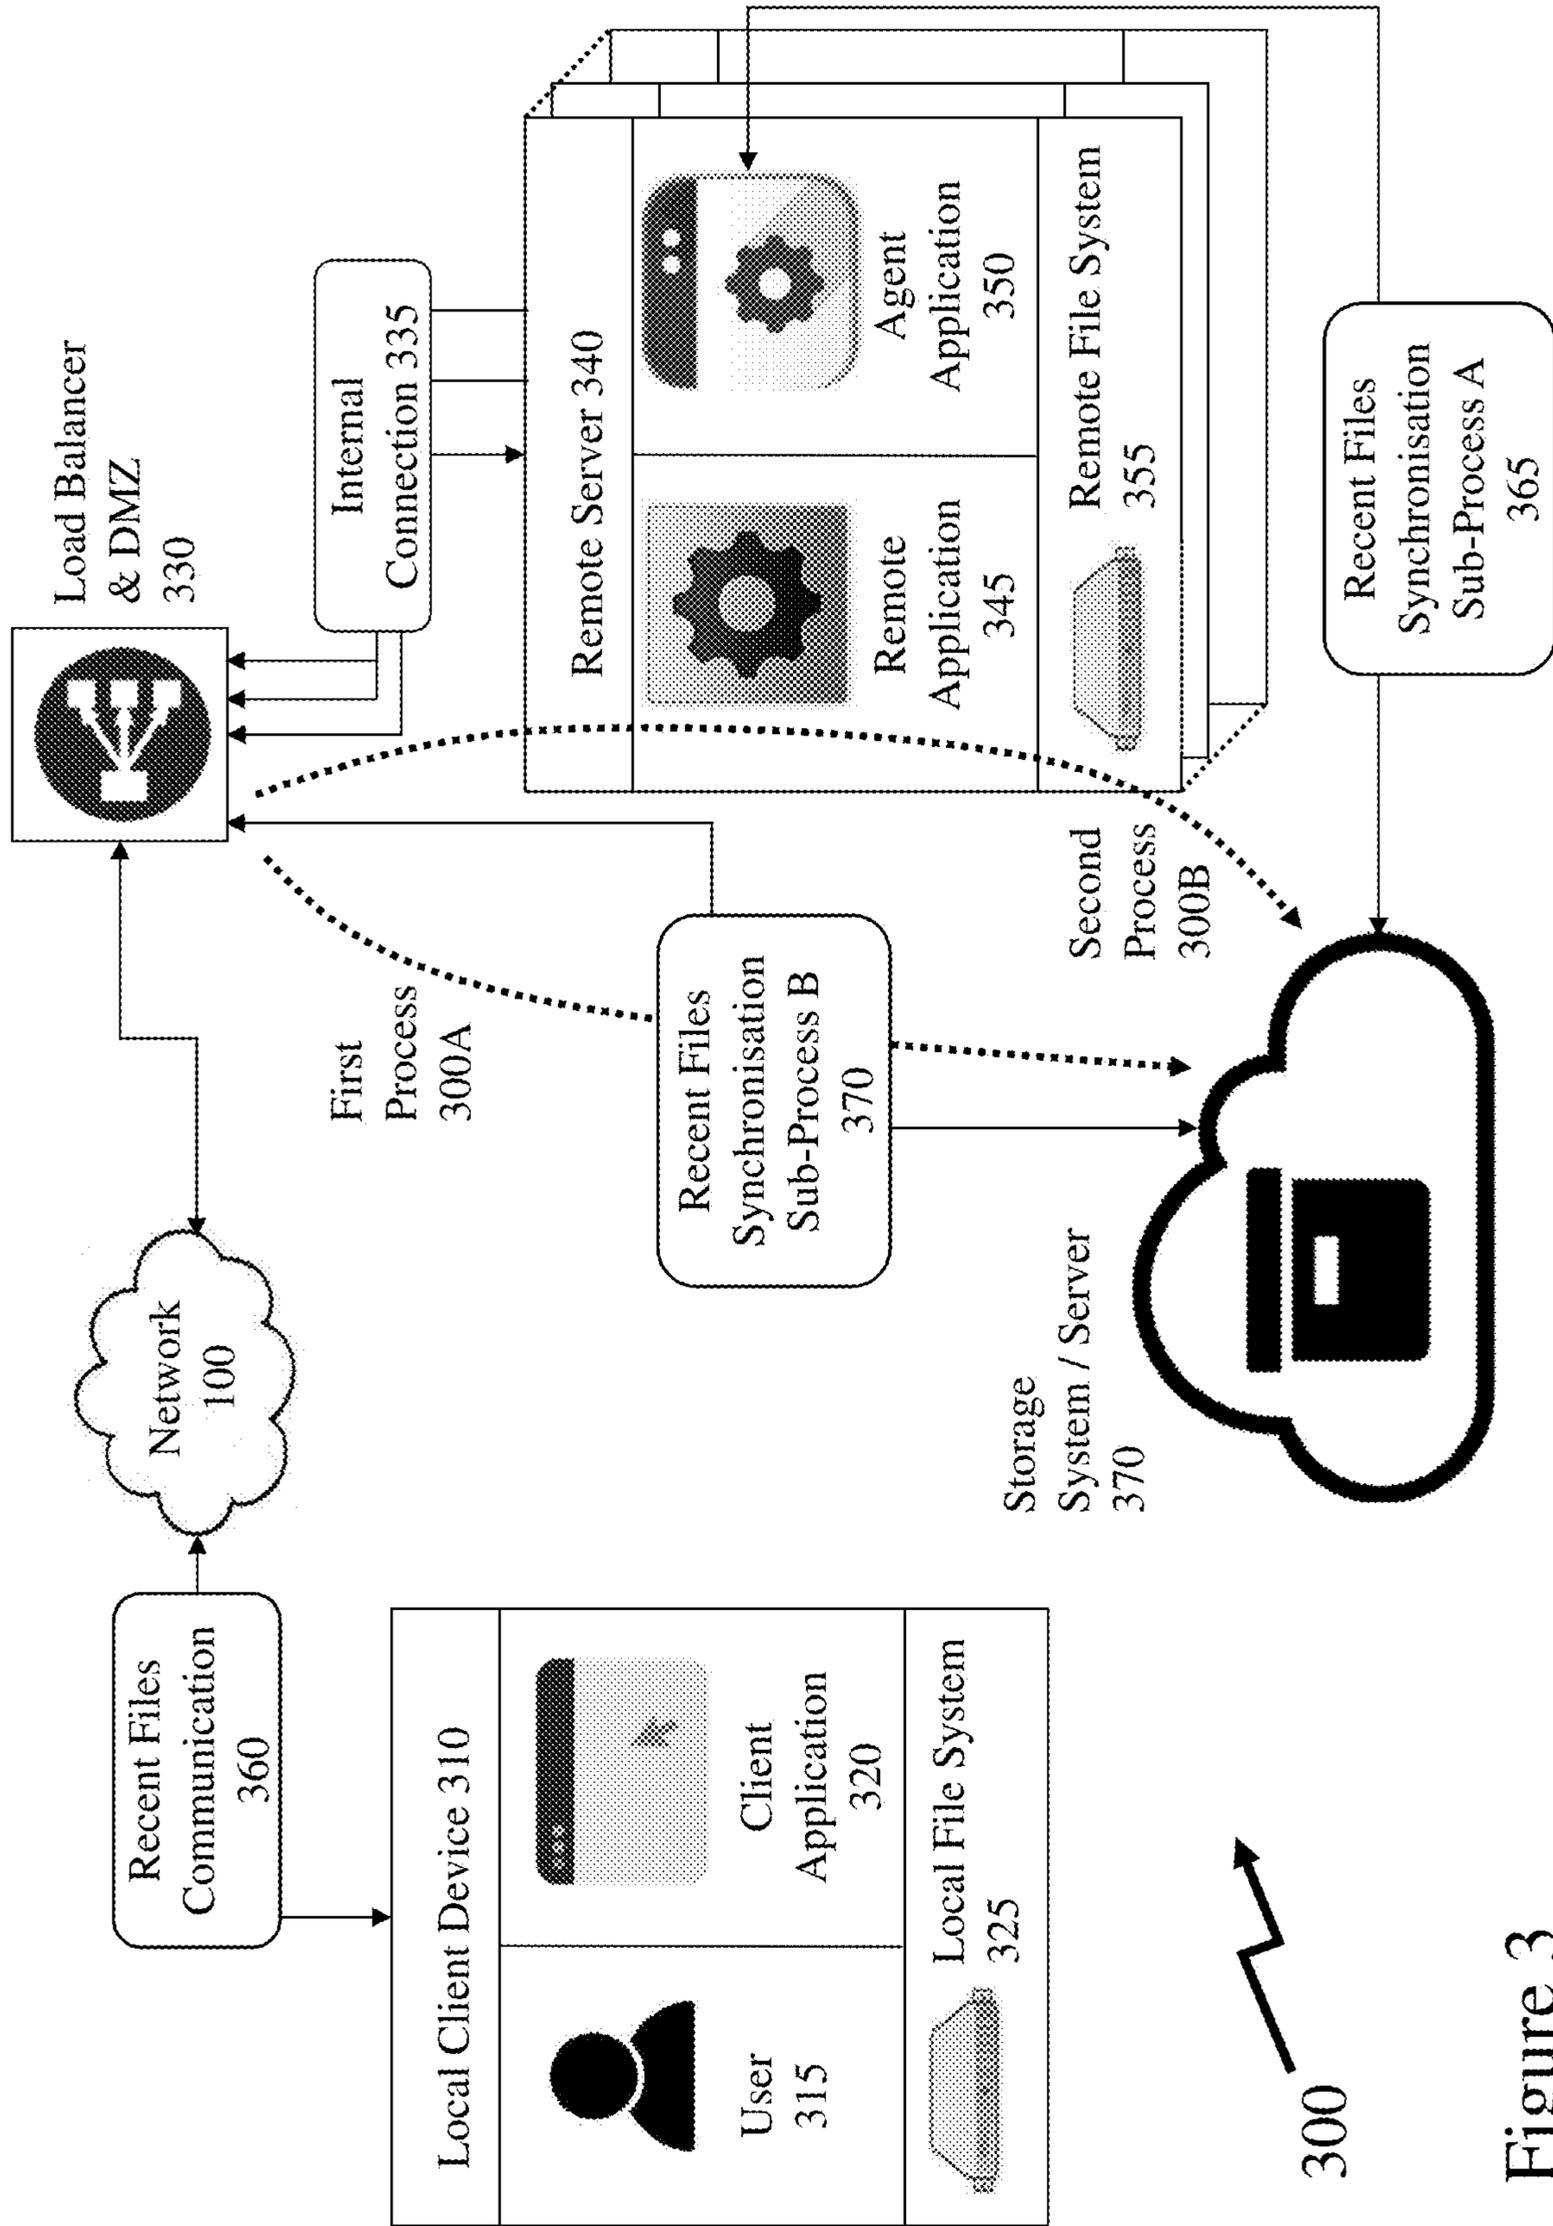 Recent Files
Communication
360
Network
100
Load Balancer
& DMZ
330
Local Client Device 310
User
315
Client
Application
320
Local File System
325
First
Process
300A
Internal
Connection 335
Remote Server 340
Remote
Application
345
Agent
Application
350
Remote File System
355
Recent Files
Synchronisation
Sub-Process B
370
Second
Process
300B
Storage
System / Server
370
Recent Files
Synchronisation
Sub-Process A
365
300
Figure 3